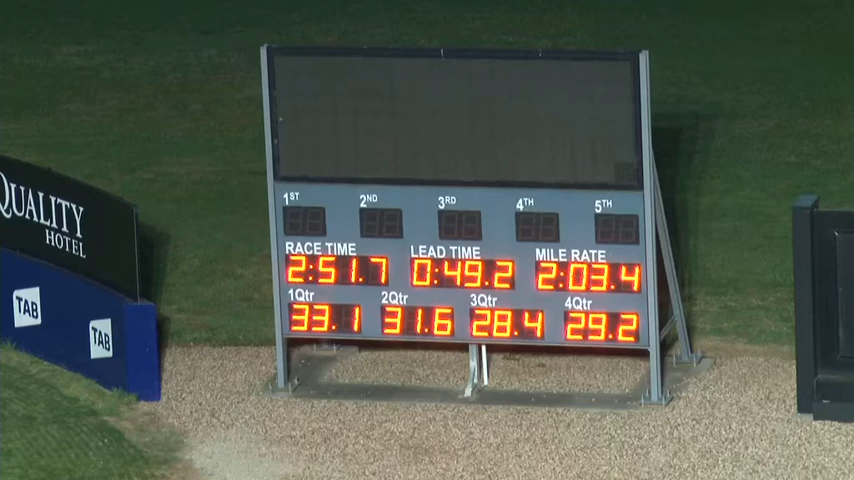 1ST 2ND 3RD 4TH 5TH
RACE TIME LEAD TIME MILE RATE
2:51.7 0:49.2 2:03.4
1Qtr 2Qtr 3Qtr 4Qtr
33.1 31.6 28.4 29.2
QUALITY
HOTEL
TAB
TAB